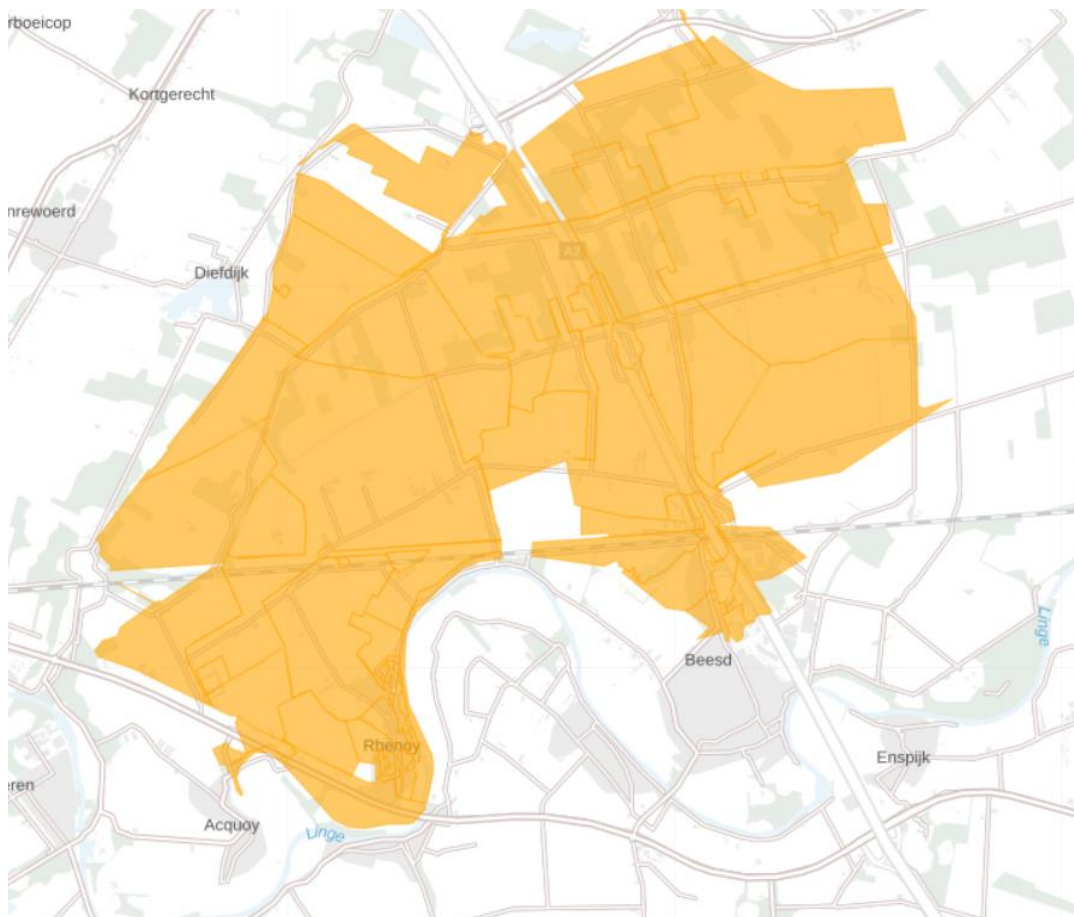 rboeicop
Kortgerecht
nrewoerd
Diefdijk
A2
Linge
Beesd
Rhenoy
Enspijk
eren
Acquoy
Linge